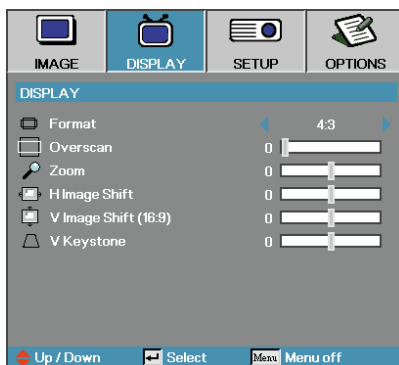 IMAGE DISPLAY SETUP OPTIONS
DISPLAY
Format 4:3
Overscan 0
Zoom 0
H Image Shift 0
V Image Shift (16:9) 0
V Keystone 0
Up / Down Select Menu Menu off